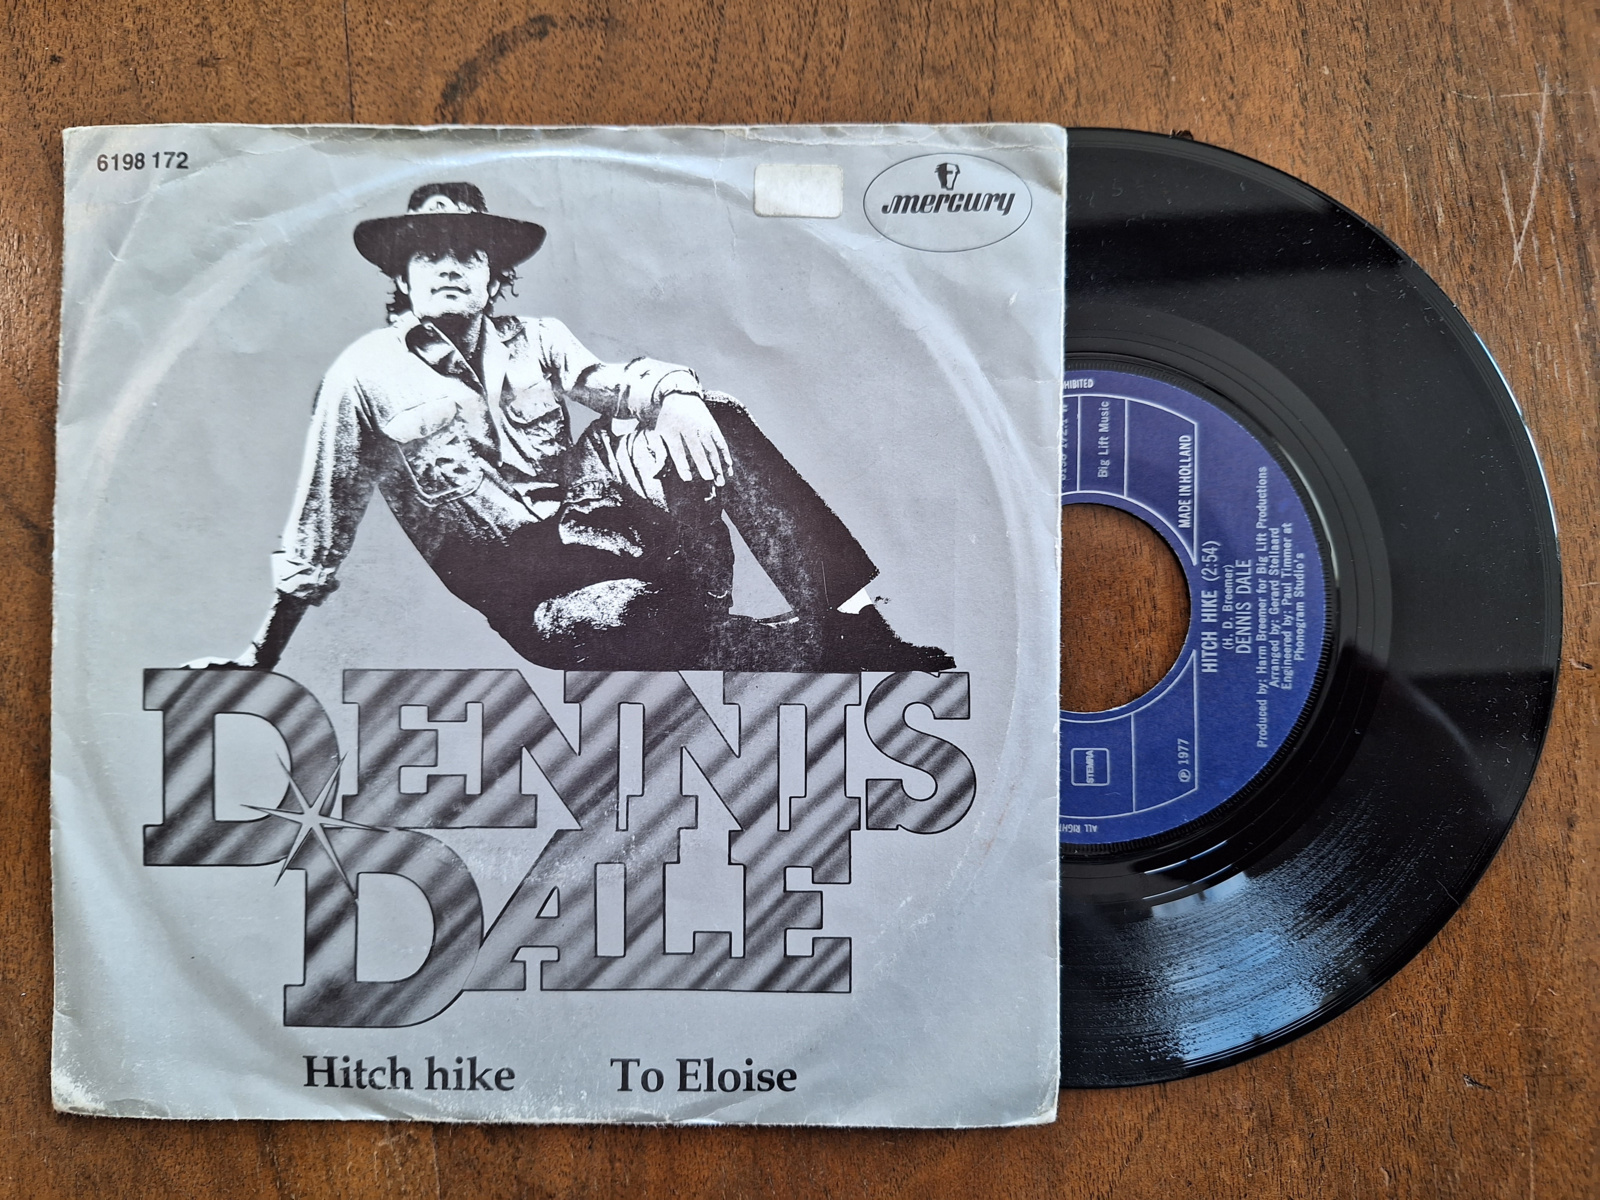 6198 172
mercury
DENNIS
DALE
Hitch hike To Eloise
HIBITED
Big Lift Music
MADE IN HOLLAND
HITCH HIKE (2:54)
(H. D. Breemer)
DENNIS DALE
Produced by: Harm Breemer for Big Lift Productions
Arranged by: Gerard Stellaard
Engineered by: Paul Timmer at
Phonogram Studio's
STEMRA
℗ 1977
ALL RIGH